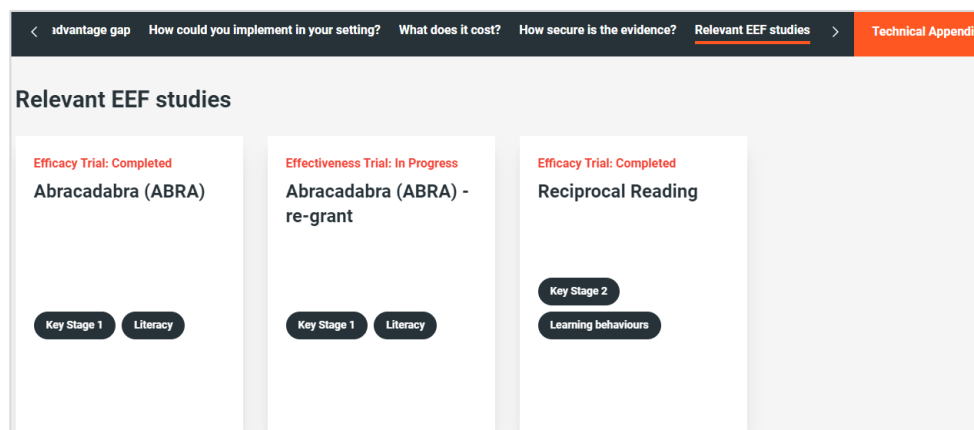 advantage gap How could you implement in your setting? What does it cost? How secure is the evidence? Relevant EEF studies Technical Appendi
Relevant EEF studies
Efficacy Trial: Completed
Abracadabra (ABRA)
Key Stage 1 Literacy
Effectiveness Trial: In Progress
Abracadabra (ABRA) -
re-grant
Key Stage 1 Literacy
Efficacy Trial: Completed
Reciprocal Reading
Key Stage 2
Learning behaviours